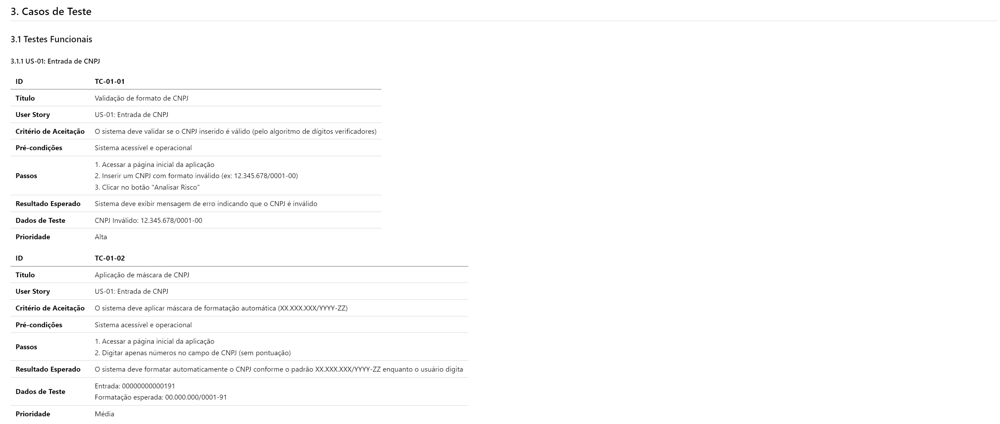 3. Casos de Teste
3.1 Testes Funcionais
3.1.1 US-01: Entrada de CNPJ
ID TC-01-01
Título Validação de formato de CNPJ
User Story US-01: Entrada de CNPJ
Critério de Aceitação O sistema deve validar se o CNPJ inserido é válido (pelo algoritmo de dígitos verificadores)
Pré-condições Sistema acessível e operacional
1. Acessar a página inicial da aplicação
Passos 2. Inserir um CNPJ com formato inválido (ex: 12.345.678/0001-00)
3. Clicar no botão "Analisar Risco"
Resultado Esperado Sistema deve exibir mensagem de erro indicando que o CNPJ é inválido
Dados de Teste CNPJ Inválido: 12.345.678/0001-00
Prioridade Alta
ID TC-01-02
Título Aplicação de máscara de CNPJ
User Story US-01: Entrada de CNPJ
Critério de Aceitação O sistema deve aplicar máscara de formatação automática (XX.XXX.XXX/YYYY-ZZ)
Pré-condições Sistema acessível e operacional
Passos
1. Acessar a página inicial da aplicação
2. Digitar apenas números no campo de CNPJ (sem pontuação)
Resultado Esperado O sistema deve formatar automaticamente o CNPJ conforme o padrão XX.XXX.XXX/YYYY-ZZ enquanto o usuário digita
Dados de Teste
Entrada: 00000000000191
Formatação esperada: 00.000.000/0001-91
Prioridade Média